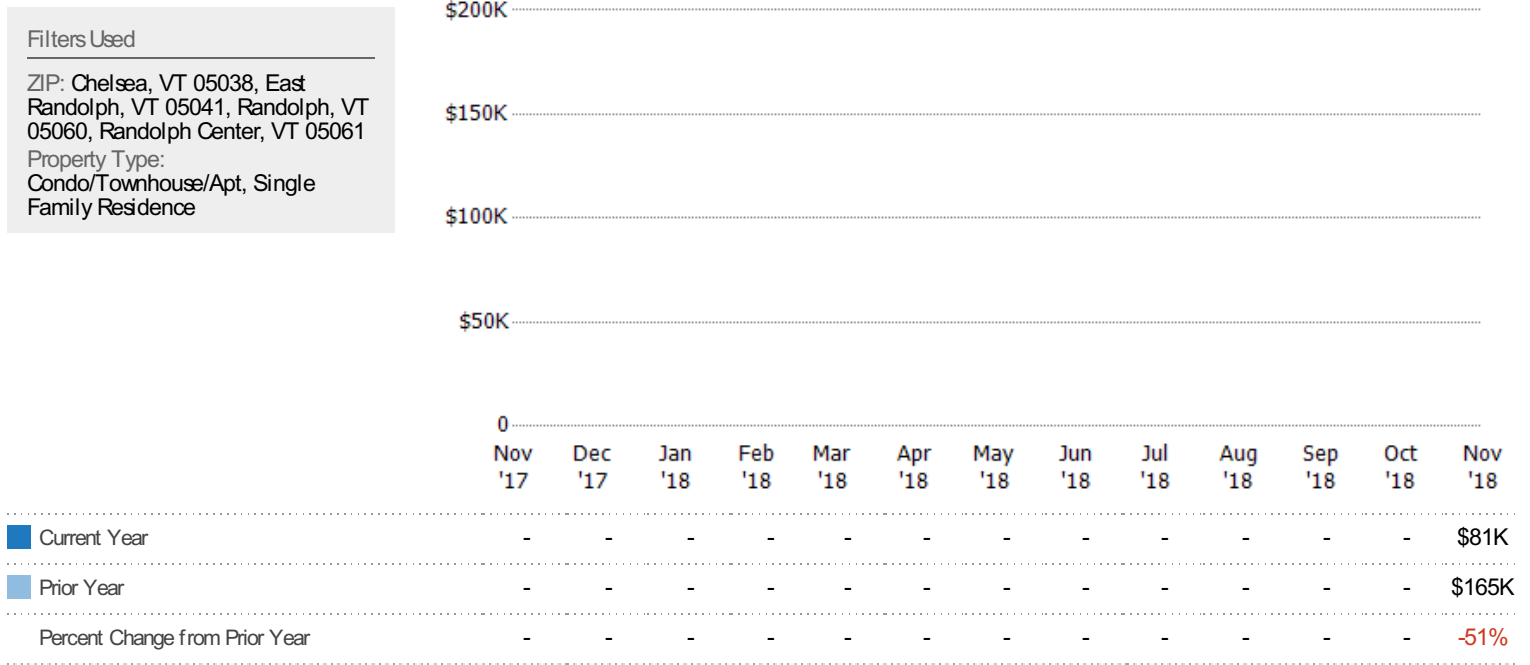 Filters Used
ZIP: Chelsea, VT 05038, East
Randolph, VT 05041, Randolph, VT
05060, Randolph Center, VT 05061
Property Type:
Condo/Townhouse/Apt, Single
Family Residence
$200K
$150K
$100K
$50K
0
Nov Dec Jan Feb Mar Apr May Jun Jul Aug Sep Oct Nov
'17 '17 '18 '18 '18 '18 '18 '18 '18 '18 '18 '18 '18
Current Year - - - - - - - - - - - - $81K
Prior Year - - - - - - - - - - - - $165K
Percent Change from Prior Year - - - - - - - - - - - - -51%